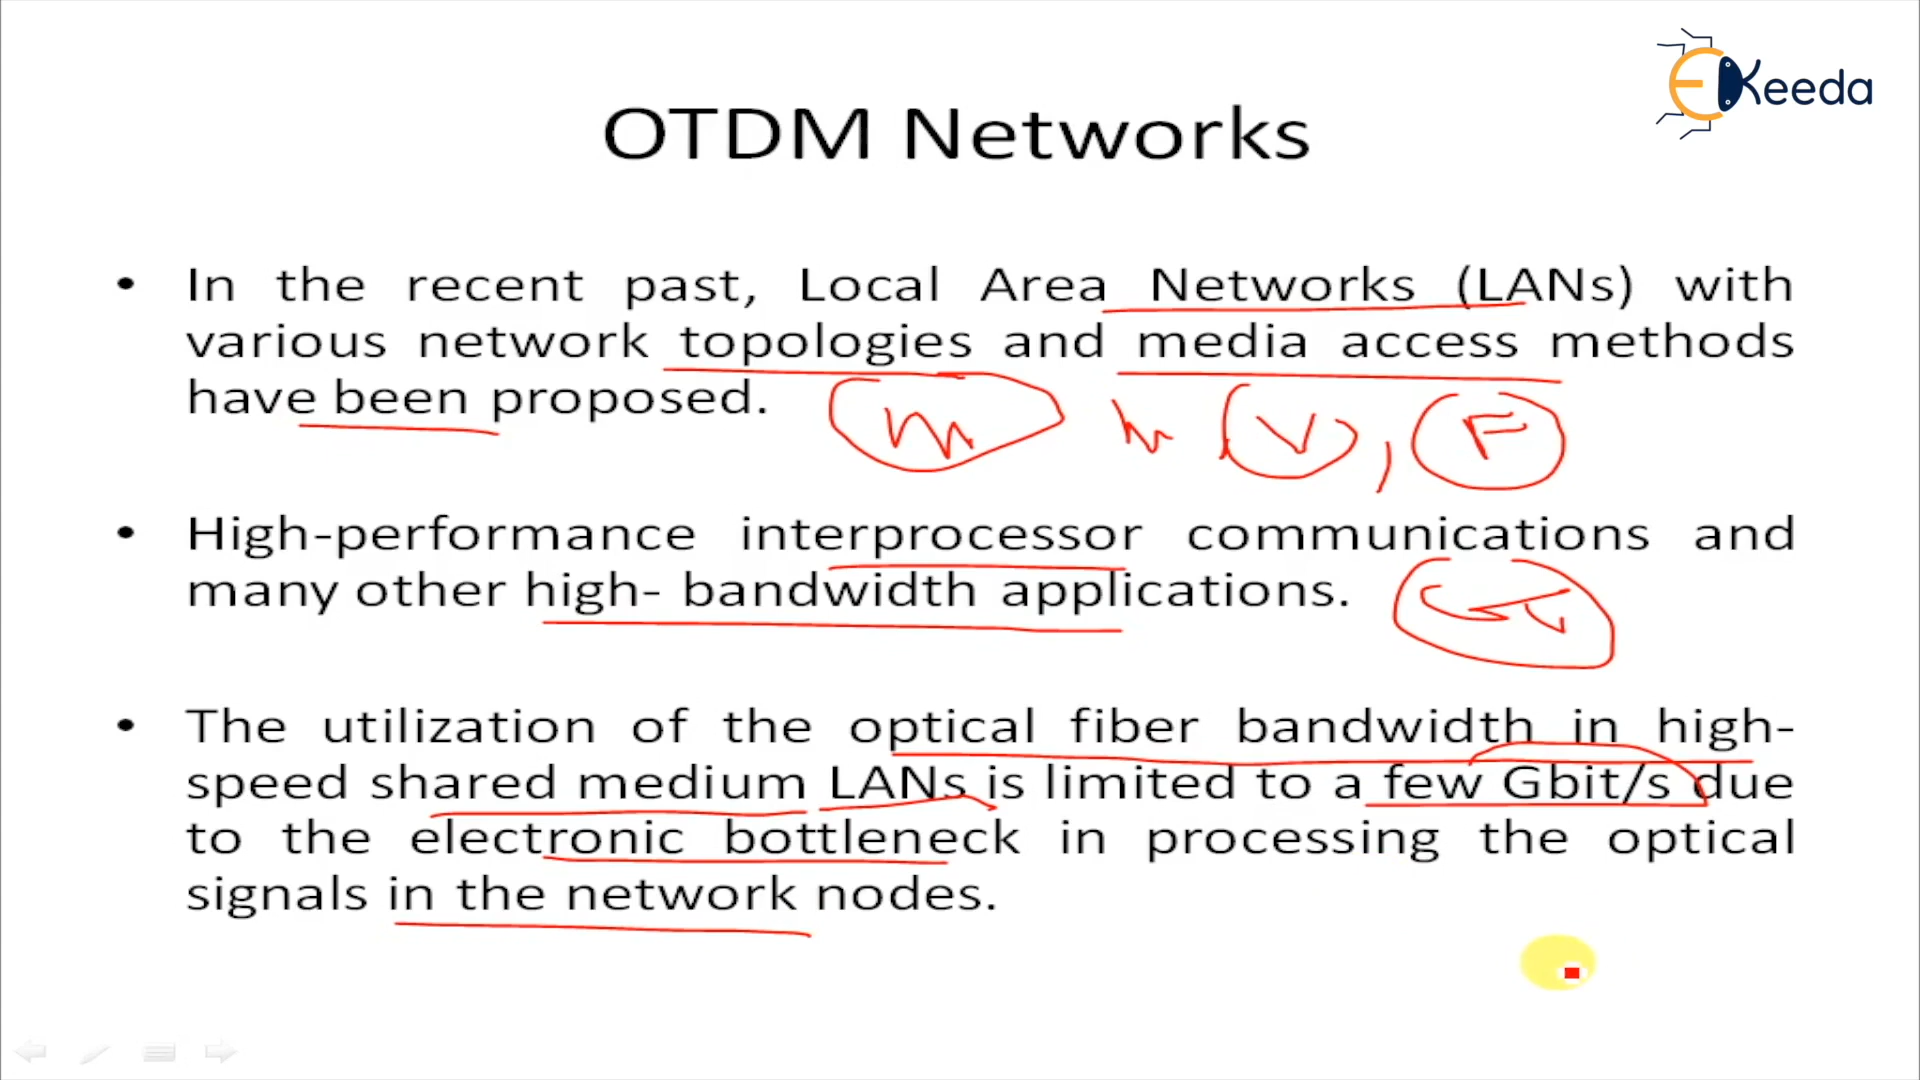 EKeeda
OTDM Networks
• In the recent past, Local Area Networks (LANs) with
various network topologies and media access methods
have been proposed.
m V, F
• High-performance interprocessor communications and
many other high- bandwidth applications.
• The utilization of the optical fiber bandwidth in high-
speed shared medium LANs is limited to a few Gbit/s due
to the electronic bottleneck in processing the optical
signals in the network nodes.